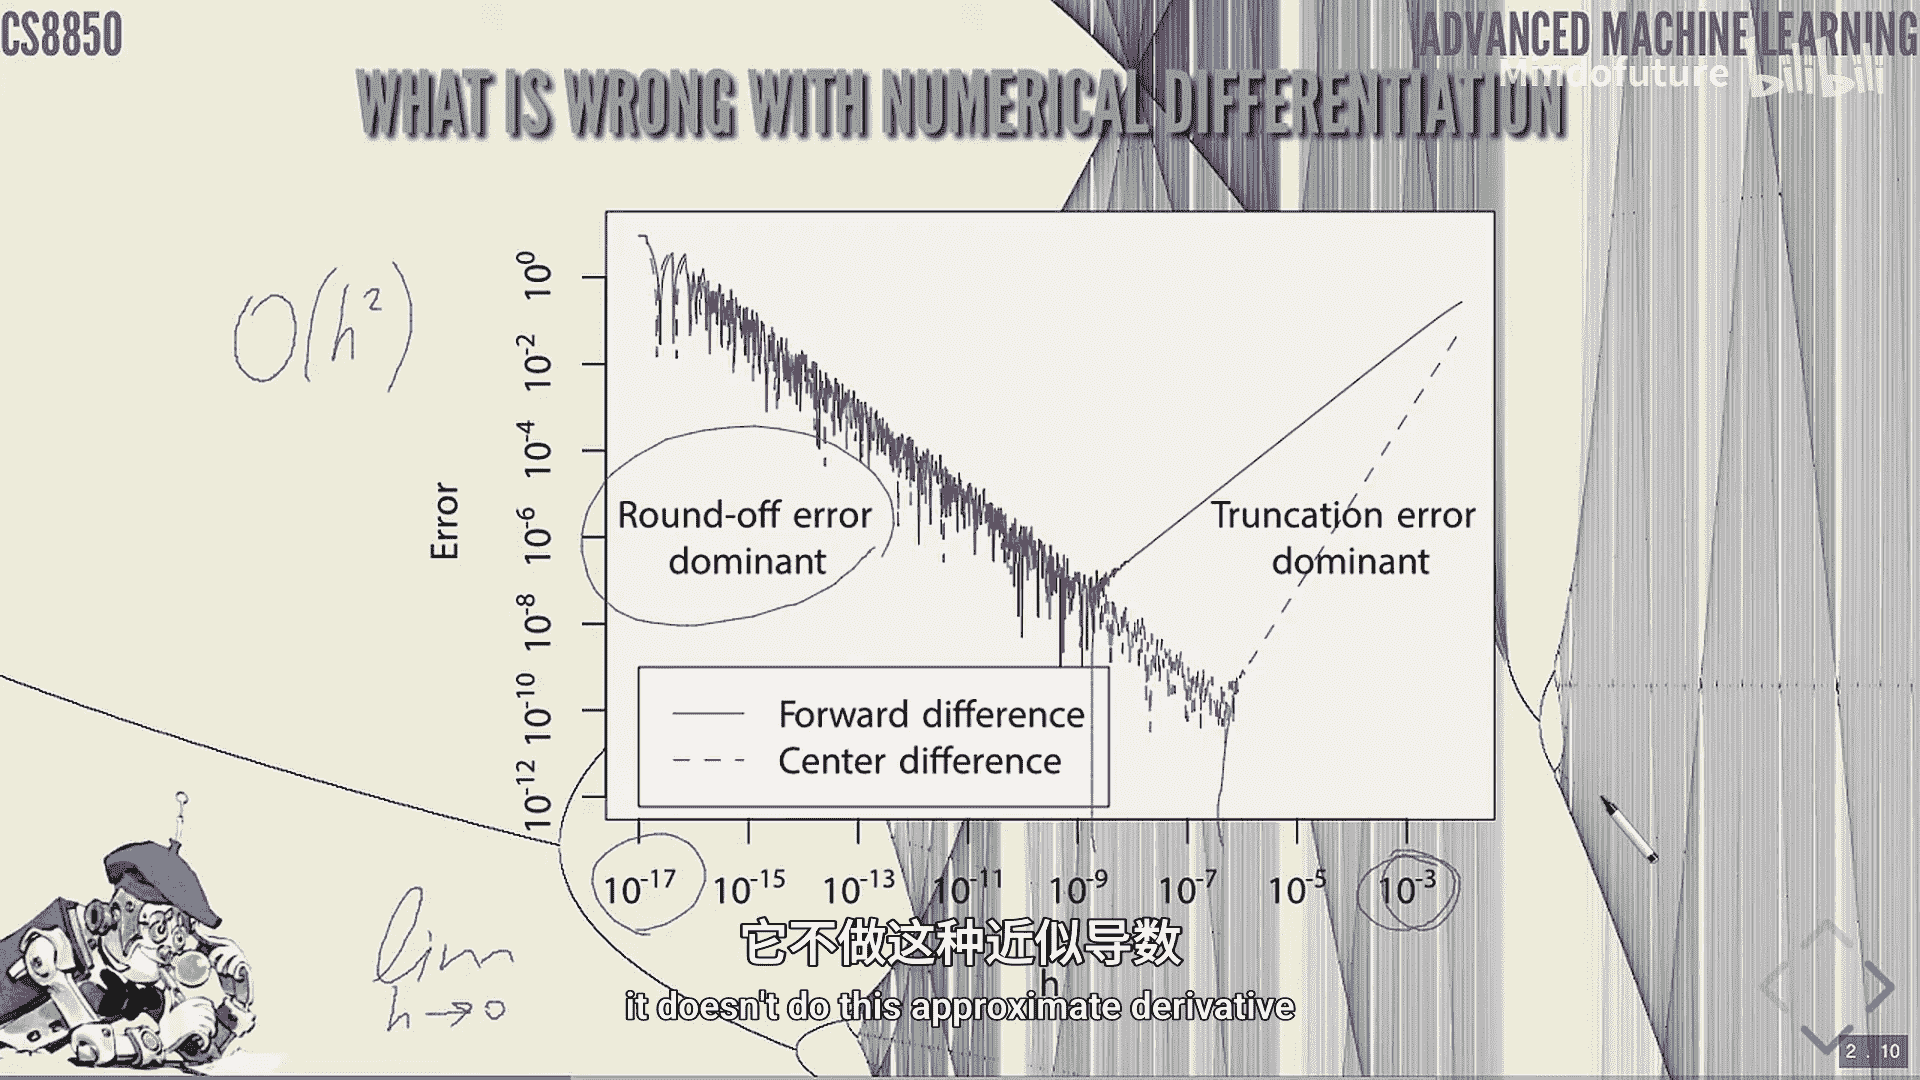 CS8850
ADVANCED MACHINE LEARNING
Mindofuture bilibili
WHAT IS WRONG WITH NUMERICAL DIFFERENTIATION
O(h²)
Error
10⁰
10⁻²
10⁻⁴
10⁻⁶
10⁻⁸
10⁻¹⁰
10⁻¹²
Round-off error
dominant
Truncation error
dominant
Forward difference
Center difference
10⁻¹⁷ 10⁻¹⁵ 10⁻¹³ 10⁻¹¹ 10⁻⁹ 10⁻⁷ 10⁻⁵ 10⁻³
h
lim
h→0
它不做这种近似导数
it doesn't do this approximate derivative
2 . 10